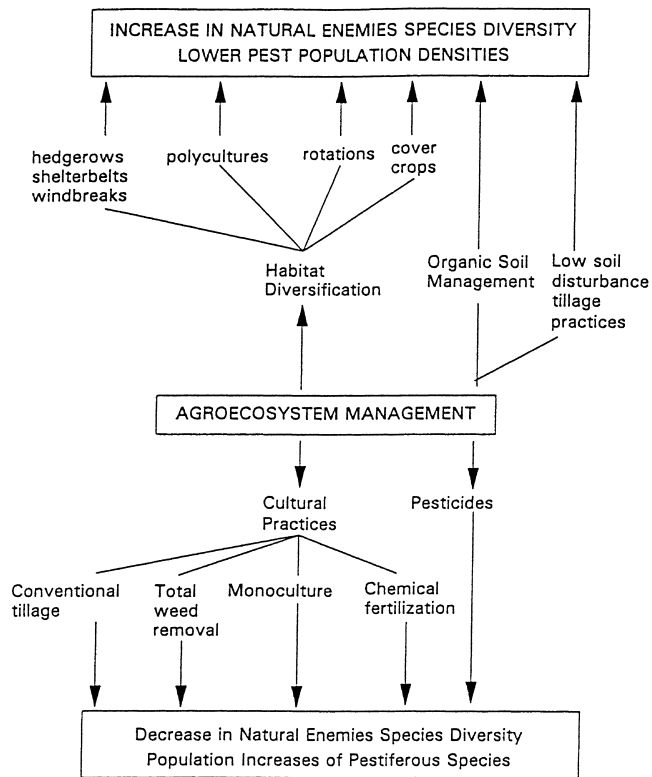 INCREASE IN NATURAL ENEMIES SPECIES DIVERSITY
LOWER PEST POPULATION DENSITIES
hedgerows
shelterbelts
windbreaks
polycultures
rotations
cover
crops
Habitat
Diversification
Organic Soil
Management
Low soil
disturbance
tillage
practices
AGROECOSYSTEM MANAGEMENT
Cultural
Practices
Pesticides
Conventional
tillage
Total
weed
removal
Monoculture
Chemical
fertilization
Decrease in Natural Enemies Species Diversity
Population Increases of Pestiferous Species